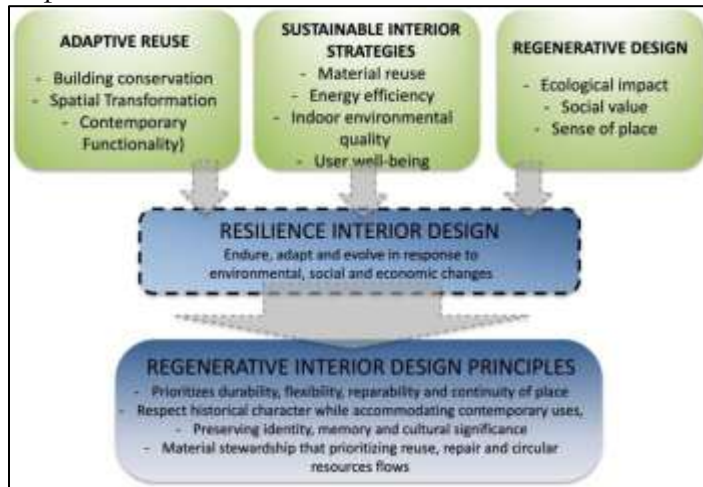 ADAPTIVE REUSE
- Building conservation
- Spatial Transformation
- Contemporary
Functionality)
SUSTAINABLE INTERIOR
STRATEGIES
- Material reuse
- Energy efficiency
- Indoor environmental
quality
- User well-being
REGENERATIVE DESIGN
- Ecological impact
- Social value
- Sense of place
RESILIENCE INTERIOR DESIGN
Endure, adapt and evolve in response to
environmental, social and economic changes
REGENERATIVE INTERIOR DESIGN PRINCIPLES
- Prioritizes durability, flexibility, reparability and continuity of place
- Respect historical character while accommodating contemporary uses,
- Preserving identity, memory and cultural significance
- Material stewardship that prioritizing reuse, repair and circular
resources flows